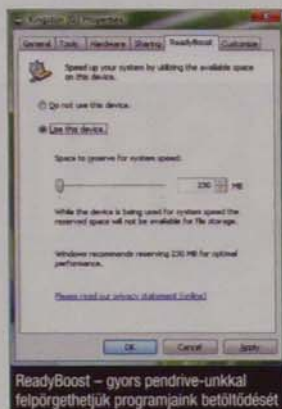 Kingston (G:) Properties
General Tools Hardware Sharing ReadyBoost Customize
Speed up your system by utilizing the available space
on this device.
Do not use this device.
Use this device.
Space to reserve for system speed:
230 MB
While the device is being used for system speed the
reserved space will not be available for file storage.
Windows recommends reserving 230 MB for optimal
performance.
Please read our privacy statement (online)
OK Cancel Apply
ReadyBoost – gyors pendrive-unkkal
felpörgethetjük programjaink betöltödését